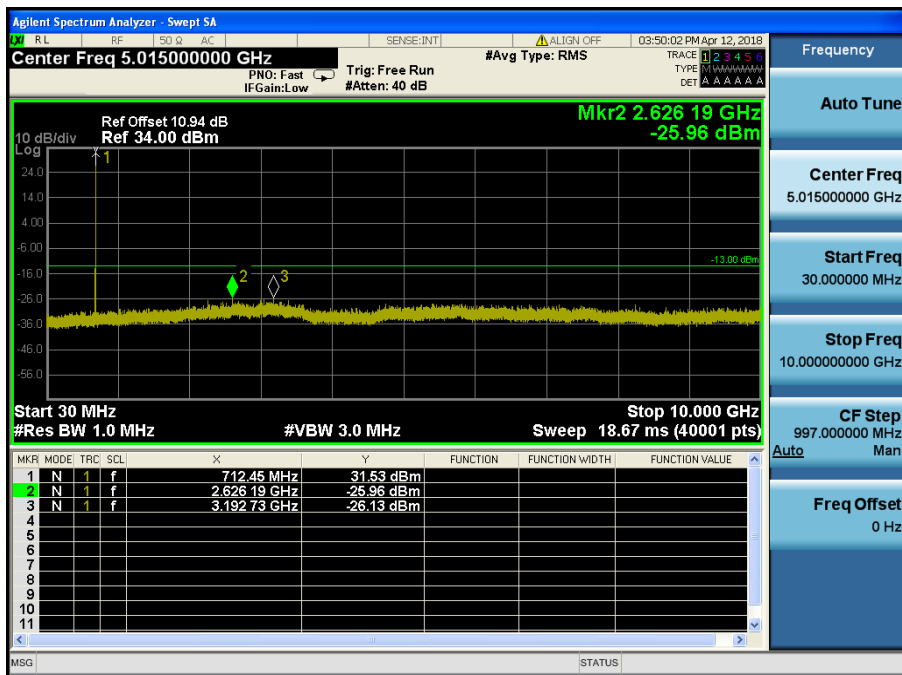 Agilent Spectrum Analyzer - Swept SA
LXI RL RF 50 Ω AC SENSE:INT ALIGN OFF 03:50:02 PM Apr 12, 2018
Center Freq 5.015000000 GHz
PNO: Fast
IFGain:Low
Trig: Free Run
#Atten: 40 dB
#Avg Type: RMS
TRACE 1 2 3 4 5 6
TYPE M WWWWW
DET A A A A A A
Frequency
Mkr2 2.626 19 GHz
-25.96 dBm
Ref Offset 10.94 dB
10 dB/div Ref 34.00 dBm
Log
24.0
14.0
4.00
-6.00
-16.0
-26.0
-36.0
-46.0
-56.0
1
2
3
-13.00 dBm
Start 30 MHz Stop 10.000 GHz
#Res BW 1.0 MHz #VBW 3.0 MHz Sweep 18.67 ms (40001 pts)
MKR MODE TRC SCL X Y FUNCTION FUNCTION WIDTH FUNCTION VALUE
1 N 1 f 712.45 MHz 31.53 dBm
2 N 1 f 2.626 19 GHz -25.96 dBm
3 N 1 f 3.192 73 GHz -26.13 dBm
4
5
6
7
8
9
10
11
MSG STATUS
Auto Tune
Center Freq
5.015000000 GHz
Start Freq
30.000000 MHz
Stop Freq
10.000000000 GHz
CF Step
997.000000 MHz
Auto Man
Freq Offset
0 Hz